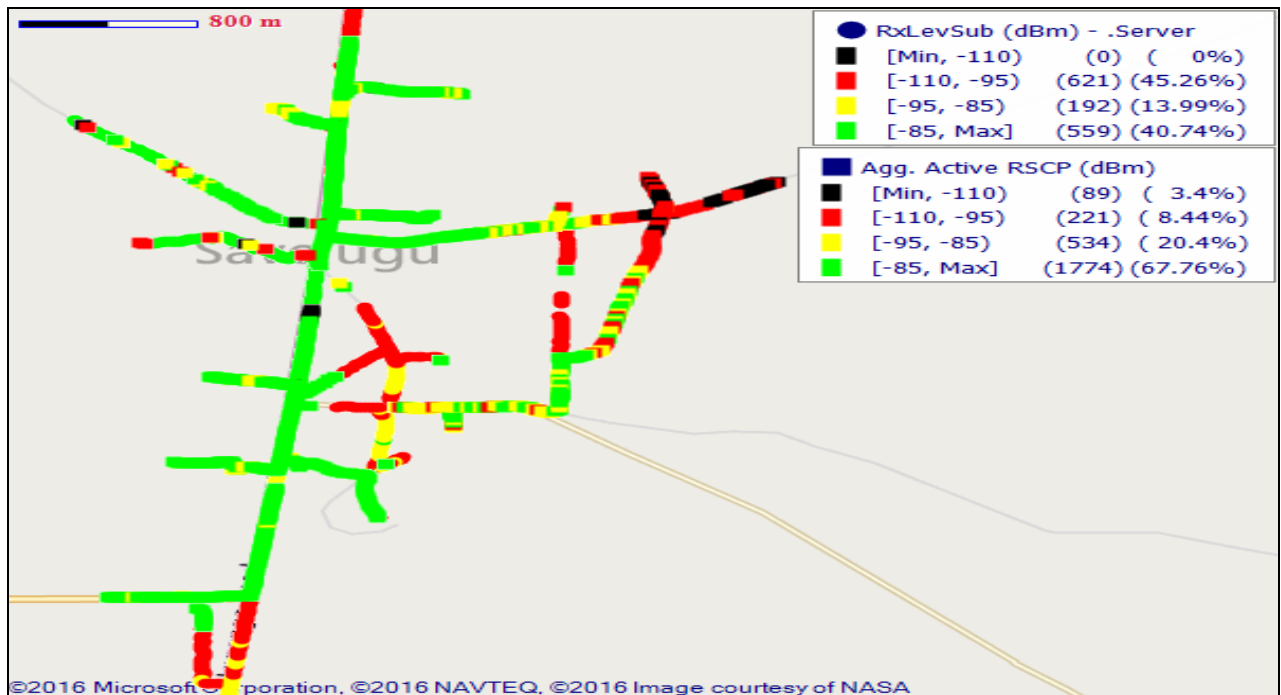 800 m
RxLevSub (dBm) - .Server
[Min, -110) (0) ( 0%)
[-110, -95) (621) (45.26%)
[-95, -85) (192) (13.99%)
[-85, Max] (559) (40.74%)
Agg. Active RSCP (dBm)
[Min, -110) (89) ( 3.4%)
[-110, -95) (221) ( 8.44%)
[-95, -85) (534) ( 20.4%)
[-85, Max] (1774) (67.76%)
©2016 Microsoft ©2016 NAVTEQ, ©2016 Image courtesy of NASA